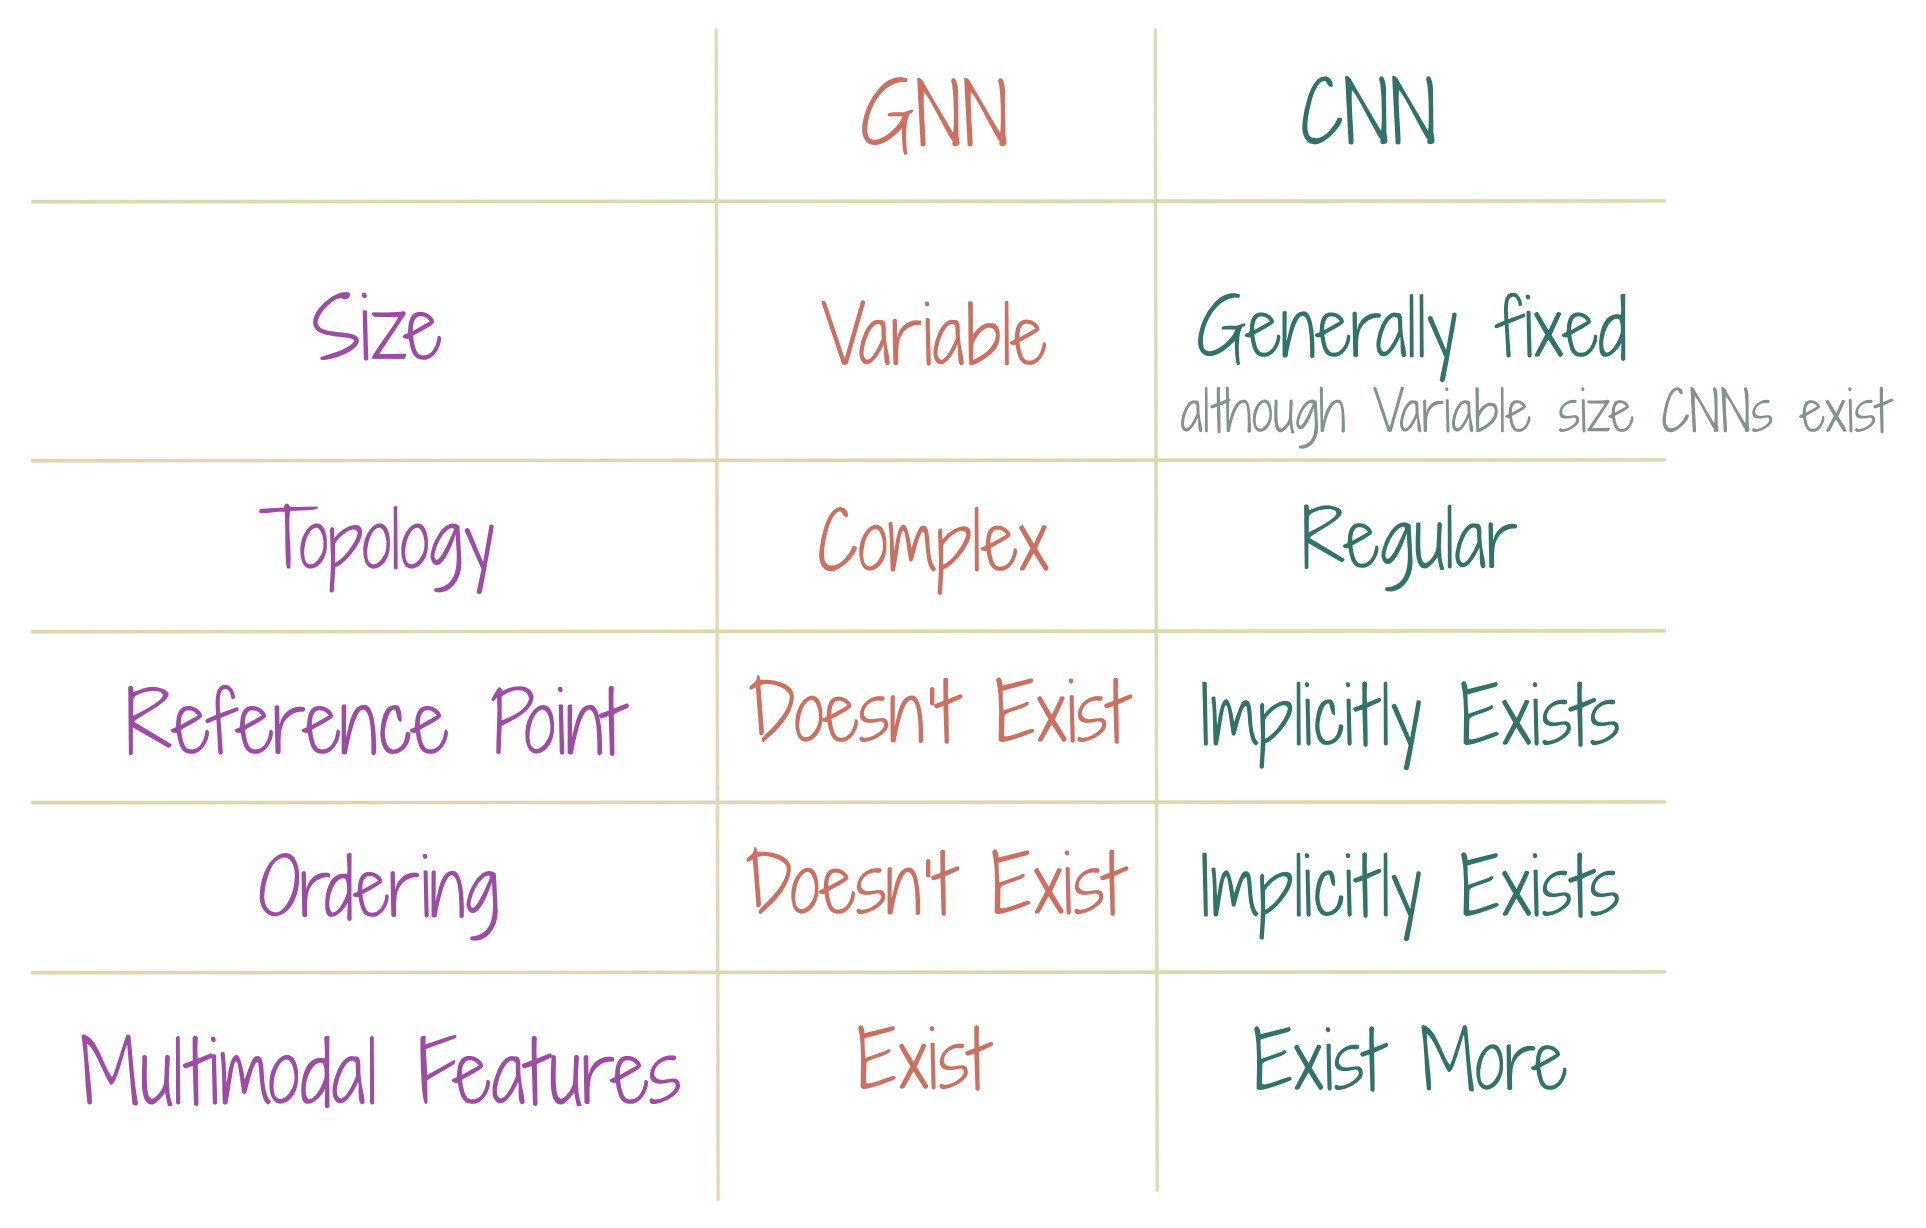 GNN CNN
Size Variable Generally fixed
although Variable size CNNs exist
Topology Complex Regular
Reference Point Doesn't Exist Implicitly Exists
Ordering Doesn't Exist Implicitly Exists
Multimodal Features Exist Exist More